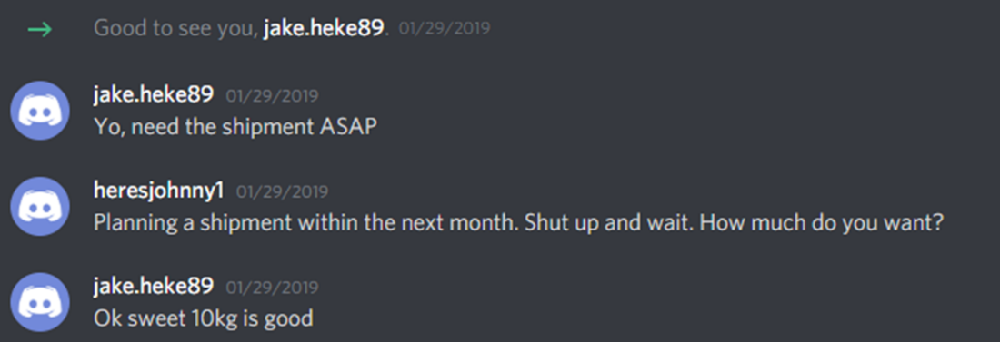 Good to see you, jake.heke89. 01/29/2019
jake.heke89 01/29/2019
Yo, need the shipment ASAP
heresjohnny1 01/29/2019
Planning a shipment within the next month. Shut up and wait. How much do you want?
jake.heke89 01/29/2019
Ok sweet 10kg is good